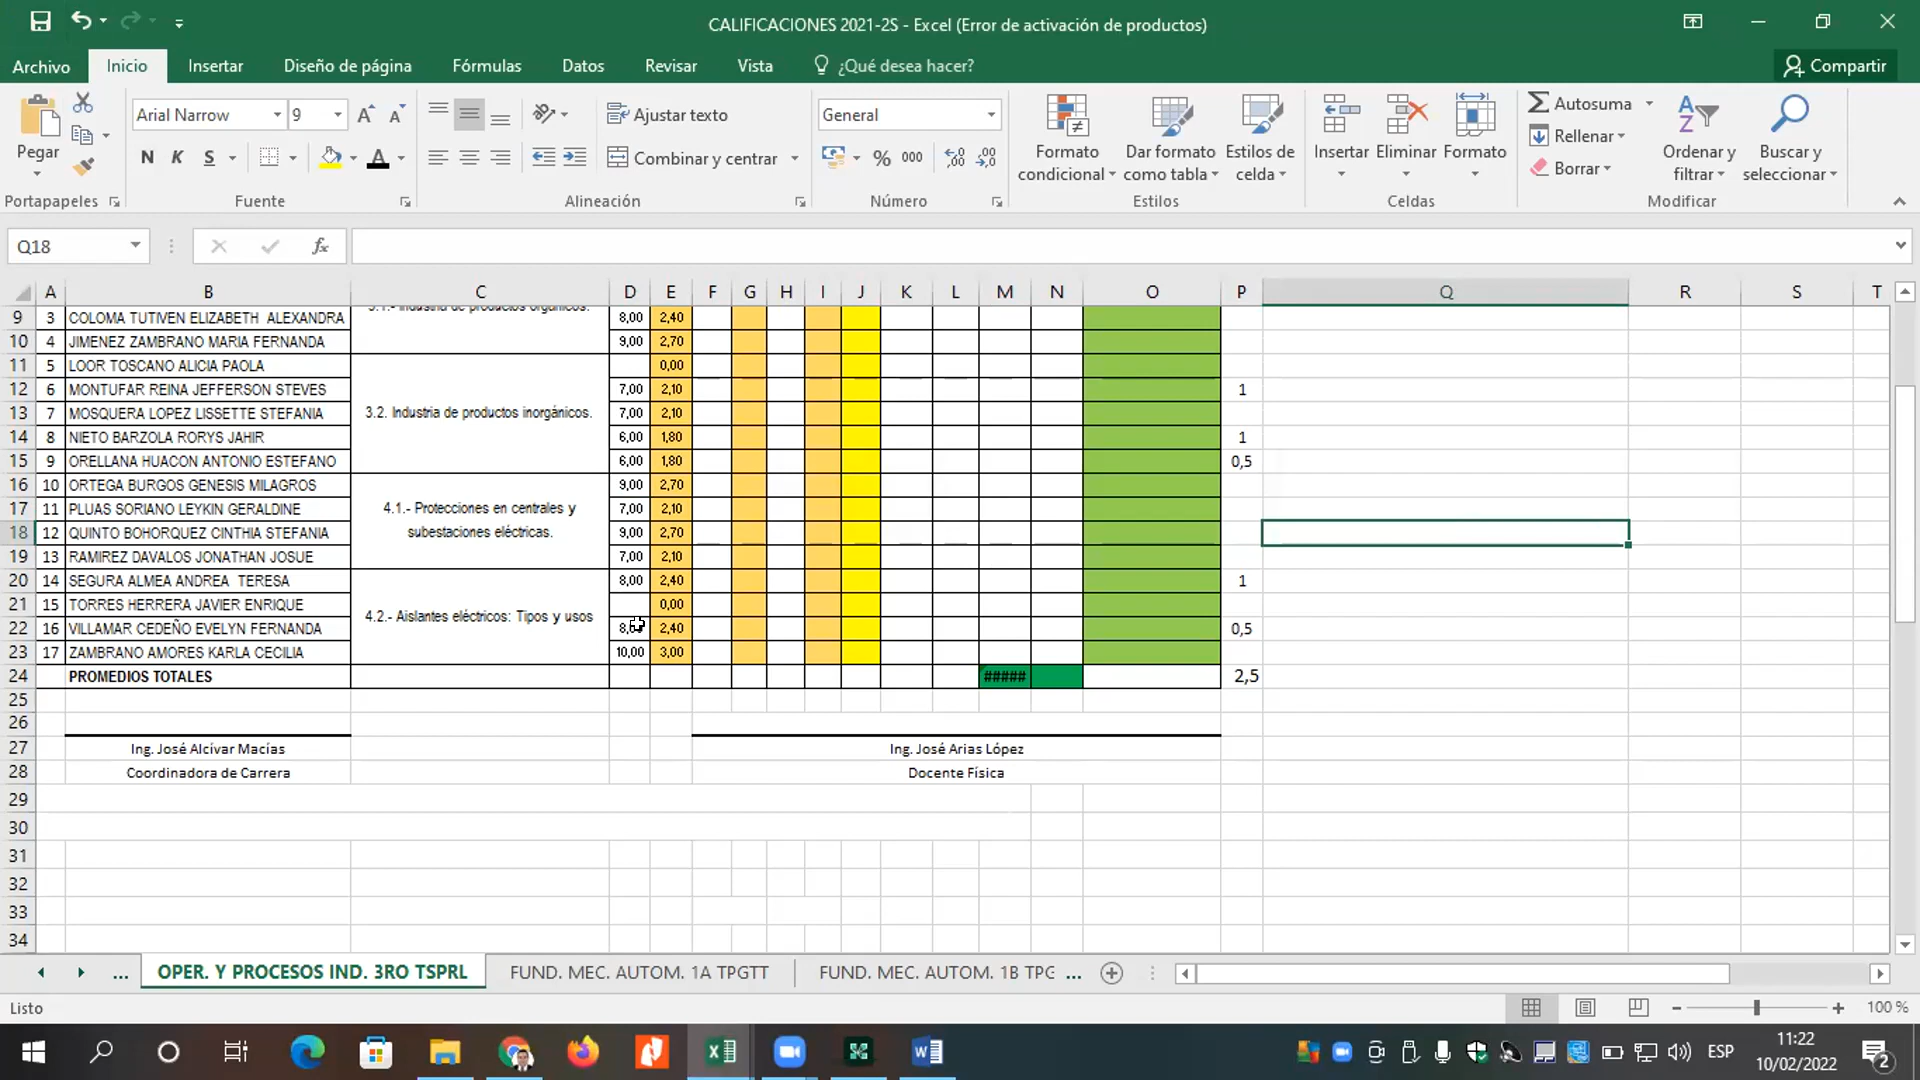 CALIFICACIONES 2021-2S - Excel (Error de activación de productos)
Archivo Inicio Insertar Diseño de página Fórmulas Datos Revisar Vista ¿Qué desea hacer? Compartir
Pegar
Arial Narrow 9
N K S
Ajustar texto
Combinar y centrar
General
% 000
Formato condicional
Dar formato como tabla
Estilos de celda
Insertar Eliminar Formato
Autosuma
Rellenar
Borrar
Ordenar y filtrar
Buscar y seleccionar
Portapapeles Fuente Alineación Número Estilos Celdas Modificar
Q18 fx
A B C D E F G H I J K L M N O P Q R S T
9 3 COLOMA TUTIVEN ELIZABETH ALEXANDRA 3.1.- Industria de productos orgánicos. 8,00 2,40
10 4 JIMENEZ ZAMBRANO MARIA FERNANDA 9,00 2,70
11 5 LOOR TOSCANO ALICIA PAOLA 0,00
12 6 MONTUFAR REINA JEFFERSON STEVES 7,00 2,10 1
13 7 MOSQUERA LOPEZ LISSETTE STEFANIA 3.2. Industria de productos inorgánicos. 7,00 2,10
14 8 NIETO BARZOLA RORYS JAHIR 6,00 1,80 1
15 9 ORELLANA HUACON ANTONIO ESTEFANO 6,00 1,80 0,5
16 10 ORTEGA BURGOS GENESIS MILAGROS 9,00 2,70
17 11 PLUAS SORIANO LEYKIN GERALDINE 4.1.- Protecciones en centrales y 7,00 2,10
18 12 QUINTO BOHORQUEZ CINTHIA STEFANIA subestaciones eléctricas. 9,00 2,70
19 13 RAMIREZ DAVALOS JONATHAN JOSUE 7,00 2,10
20 14 SEGURA ALMEA ANDREA TERESA 8,00 2,40 1
21 15 TORRES HERRERA JAVIER ENRIQUE 4.2.- Aislantes eléctricos: Tipos y usos 0,00
22 16 VILLAMAR CEDEÑO EVELYN FERNANDA 2,40 0,5
23 17 ZAMBRANO AMORES KARLA CECILIA 10,00 3,00
24 PROMEDIOS TOTALES ##### 2,5
25
26
27 Ing. José Alcívar Macías Ing. José Arias López
28 Coordinadora de Carrera Docente Física
29
30
31
32
33
34
... OPER. Y PROCESOS IND. 3RO TSPRL FUND. MEC. AUTOM. 1A TPGTT FUND. MEC. AUTOM. 1B TPG ...
Listo 100 %
ESP 11:22
10/02/2022
2